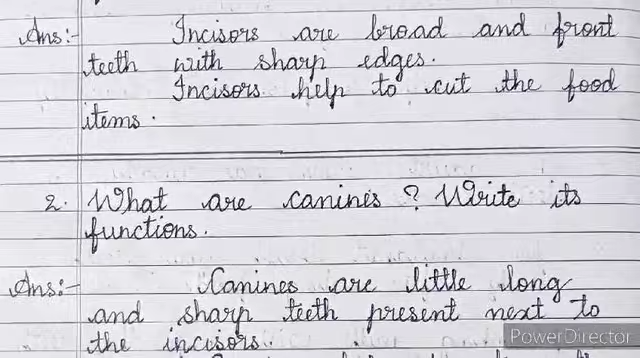 Ans:- Incisors are broad and front
teeth with sharp edges.
Incisors help to cut the food
items.
2. What are canines ? Write its
functions.
Ans:- Canines are little long
and sharp teeth present next to
the incisors.
PowerDirector